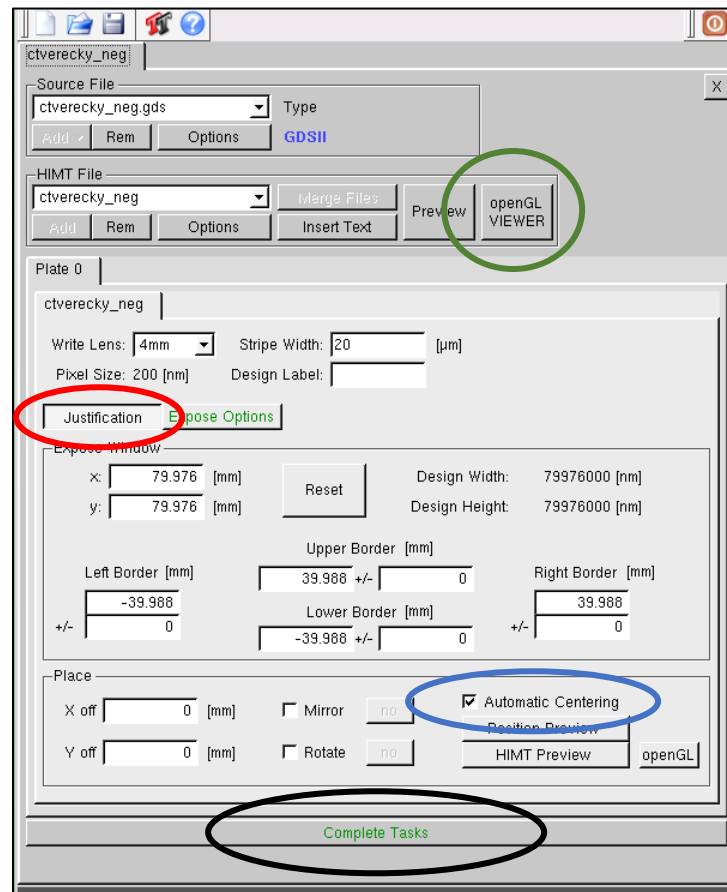 ctverecky_neg
X
Source File
ctverecky_neg.gds Type
Add Rem Options GDSII
HIMT File
ctverecky_neg Merge Files Preview openGL VIEWER
Add Rem Options Insert Text
Plate 0
ctverecky_neg
Write Lens: 4mm Stripe Width: 20 [µm]
Pixel Size: 200 [nm] Design Label:
Justification Expose Options
Expose Window
x: 79.976 [mm] Reset Design Width: 79976000 [nm]
y: 79.976 [mm] Design Height: 79976000 [nm]
Upper Border [mm]
Left Border [mm] 39.988 +/- 0 Right Border [mm]
-39.988 Lower Border [mm] 39.988
+/- 0 -39.988 +/- 0 +/- 0
Place
X off 0 [mm] Mirror no Automatic Centering
Position Preview
Y off 0 [mm] Rotate no HIMT Preview openGL
Complete Tasks